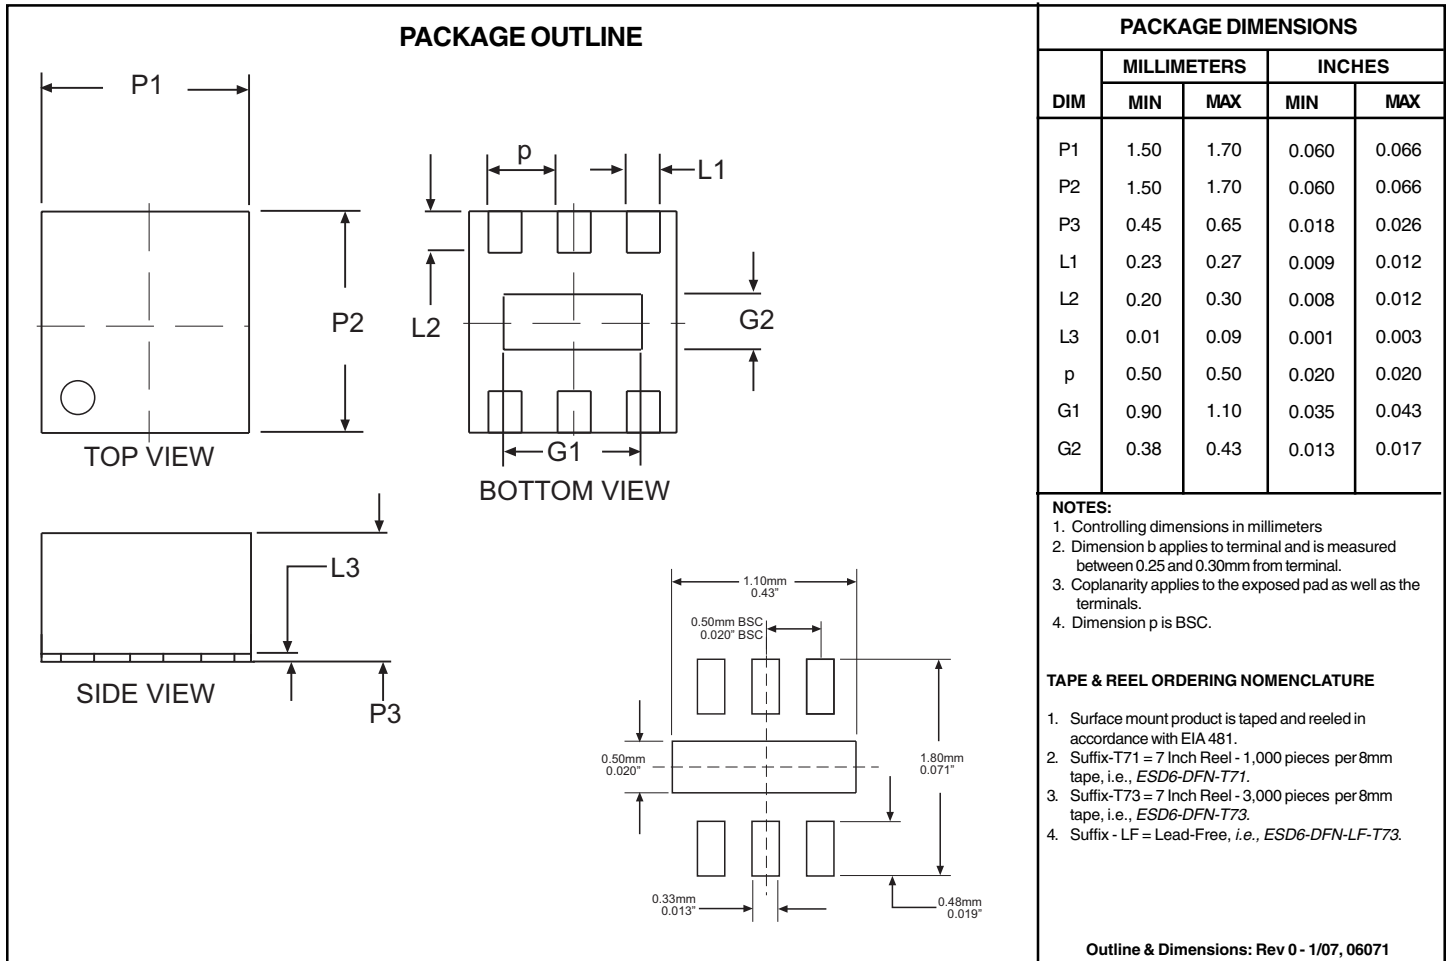 PACKAGE OUTLINE
P1
P2
TOP VIEW
p
L1
L2
G2
G1
BOTTOM VIEW
L3
SIDE VIEW
P3
1.10mm
0.43"
0.50mm BSC
0.020" BSC
0.50mm
0.020"
1.80mm
0.071"
0.33mm
0.013"
0.48mm
0.019"
PACKAGE DIMENSIONS
MILLIMETERS INCHES
DIM MIN MAX MIN MAX
P1 1.50 1.70 0.060 0.066
P2 1.50 1.70 0.060 0.066
P3 0.45 0.65 0.018 0.026
L1 0.23 0.27 0.009 0.012
L2 0.20 0.30 0.008 0.012
L3 0.01 0.09 0.001 0.003
p 0.50 0.50 0.020 0.020
G1 0.90 1.10 0.035 0.043
G2 0.38 0.43 0.013 0.017
NOTES:
1. Controlling dimensions in millimeters
2. Dimension b applies to terminal and is measured
between 0.25 and 0.30mm from terminal.
3. Coplanarity applies to the exposed pad as well as the
terminals.
4. Dimension p is BSC.
TAPE & REEL ORDERING NOMENCLATURE
1. Surface mount product is taped and reeled in
accordance with EIA 481.
2. Suffix-T71 = 7 Inch Reel - 1,000 pieces per 8mm
tape, i.e., ESD6-DFN-T71.
3. Suffix-T73 = 7 Inch Reel - 3,000 pieces per 8mm
tape, i.e., ESD6-DFN-T73.
4. Suffix - LF = Lead-Free, i.e., ESD6-DFN-LF-T73.
Outline & Dimensions: Rev 0 - 1/07, 06071